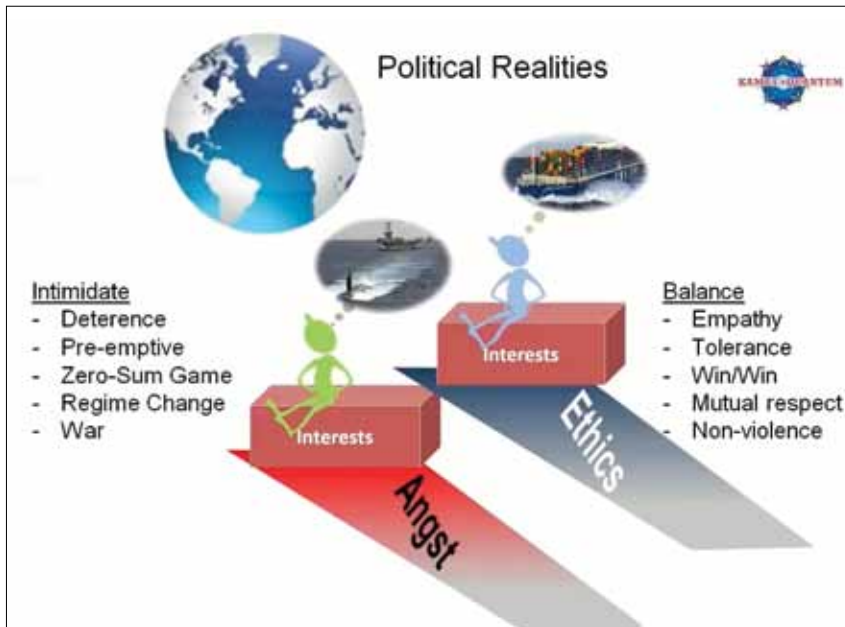 Political Realities
Intimidate
- Deterence
- Pre-emptive
- Zero-Sum Game
- Regime Change
- War
Balance
- Empathy
- Tolerance
- Win/Win
- Mutual respect
- Non-violence
Interests
Interests
Ethics
Angst